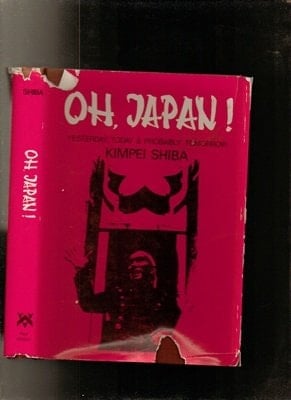 SHIBA
OH, JAPAN!
OH, JAPAN!
YESTERDAY, TODAY & PROBABLY TOMORROW
KIMPEI SHIBA